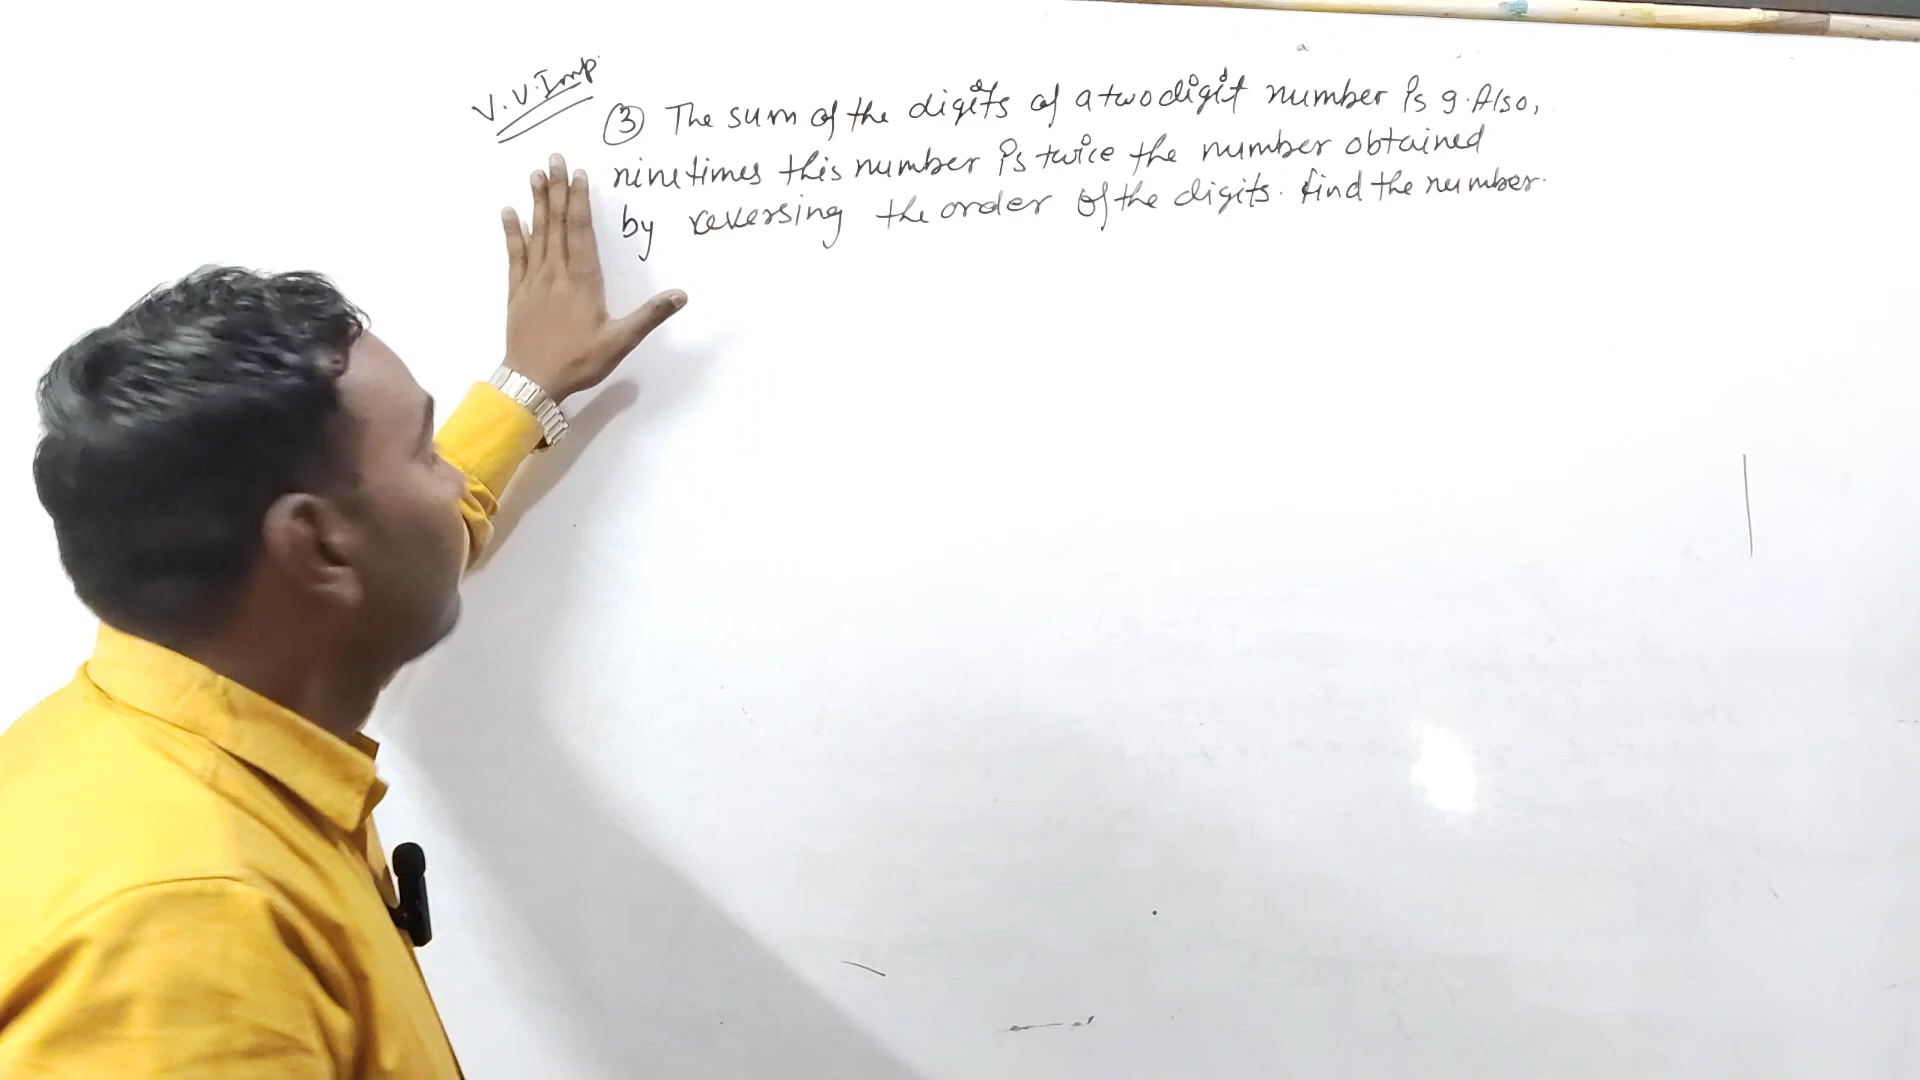 V.V.Imp.
③ The sum of the digits of a two digit number is 9. Also,
nine times this number is twice the number obtained
by reversing the order of the digits. find the number.